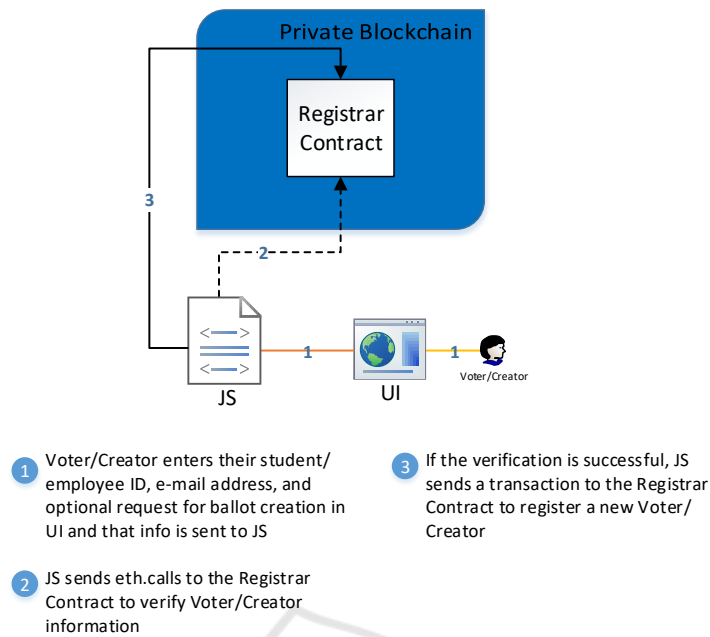 Private Blockchain
Registrar
Contract
3
2
1
1
JS
UI
Voter/Creator
1
Voter/Creator enters their student/
employee ID, e-mail address, and
optional request for ballot creation in
UI and that info is sent to JS
2
JS sends eth.calls to the Registrar
Contract to verify Voter/Creator
information
3
If the verification is successful, JS
sends a transaction to the Registrar
Contract to register a new Voter/
Creator